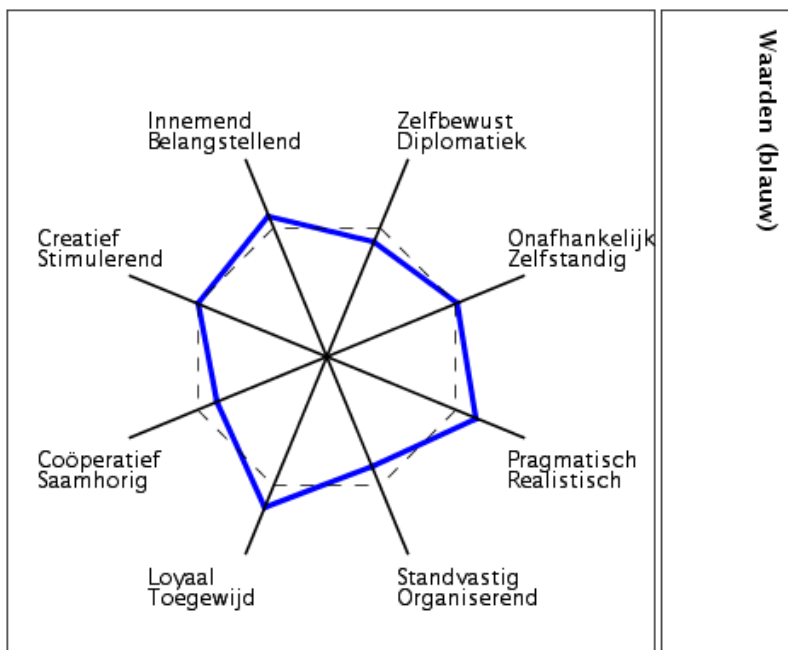 Innemend
Belangstellend
Zelfbewust
Diplomatiek
Creatief
Stimulerend
Onafhankelijk
Zelfstandig
Coöperatief
Saamhorig
Pragmatisch
Realistisch
Loyaal
Toegewijd
Standvastig
Organiserend
Waarden (blauw)